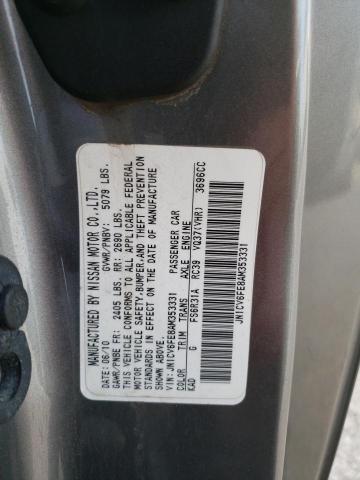 MANUFACTURED BY NISSAN MOTOR CO.,LTD.
DATE: 06/10 GVWR/PNBV: 5079 LBS.
GAWR/PNBE FR: 2405 LBS. RR: 2690 LBS.
THIS VEHICLE CONFORMS TO ALL APPLICABLE FEDERAL
MOTOR VEHICLE SAFETY,BUMPER,AND THEFT PREVENTION
STANDARDS IN EFFECT ON THE DATE OF MANUFACTURE
SHOWN ABOVE.
VIN: JN1CV6FE8AM353331 PASSENGER CAR
COLOR TRIM TRANS AXLE ENGINE
KAD G FS6R31A RC39 VQ37(VHR) 3696CC
JN1CV6FE8AM353331